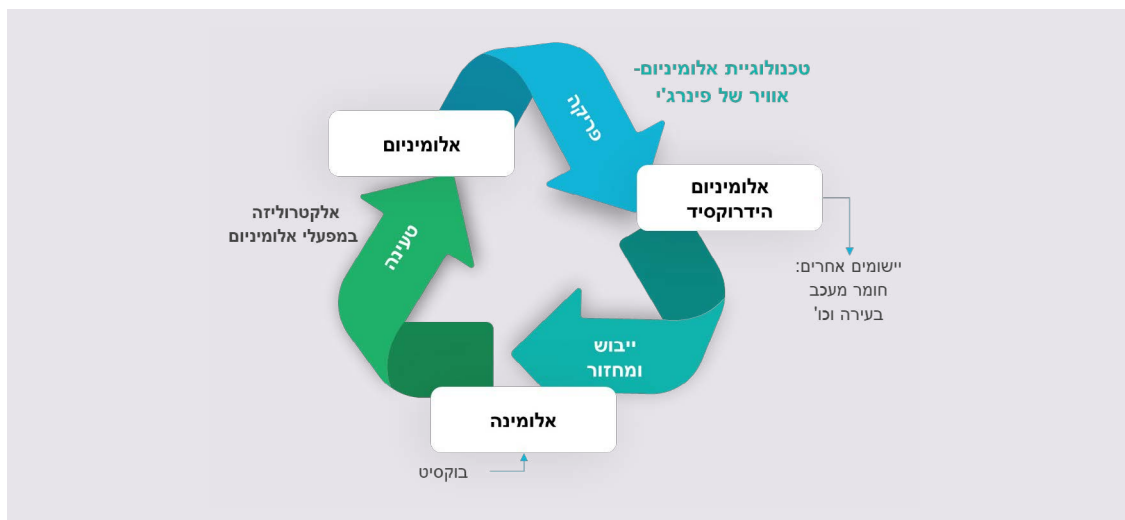 טכנולוגיית אלומיניום-
אוויר של פינרג'י
פריקה
אלומיניום
אלומיניום
הידרוקסיד
אלקטרוליזה
במפעלי אלומיניום
טעינה
יישומים אחרים:
חומר מעכב
בעירה וכו'
ייבוש
ומחזור
אלומינה
בוקסיט